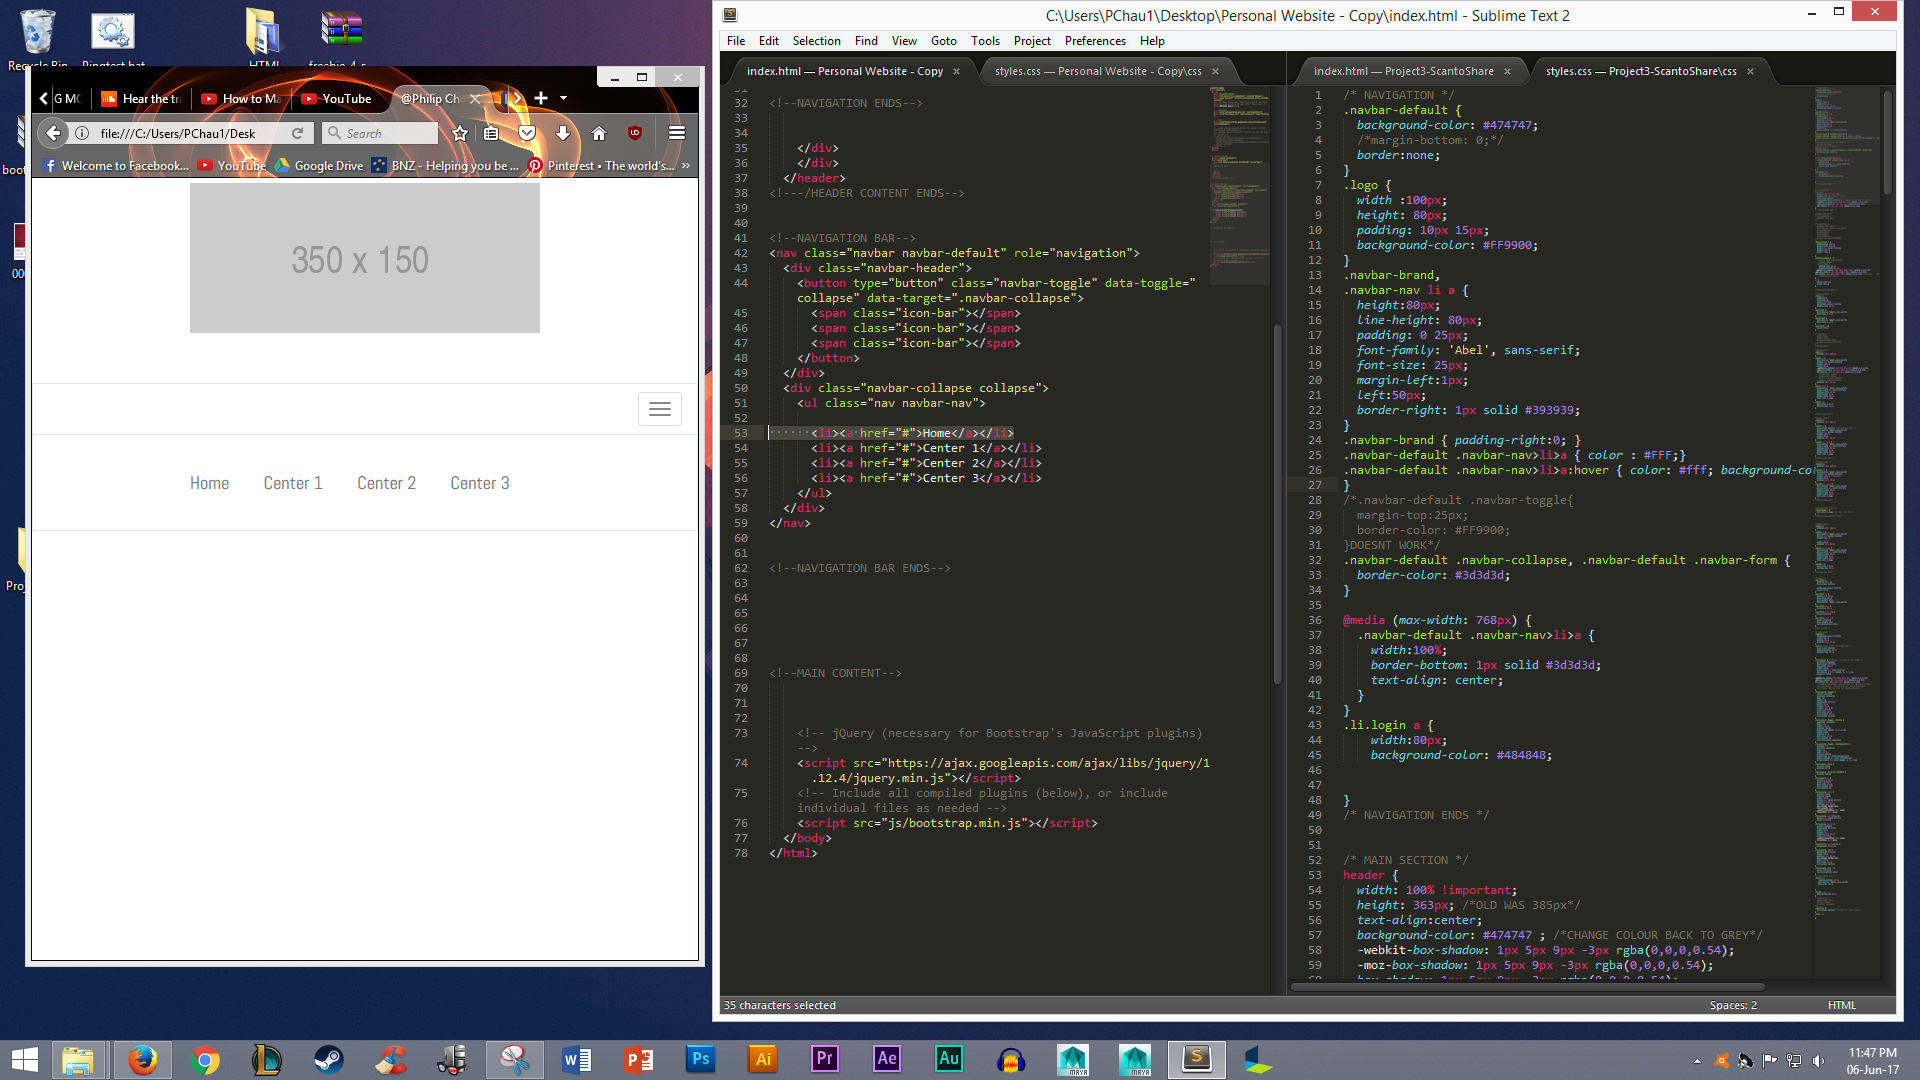 Recycle Bin
Pingtest.bat
HTML
G MC
Hear the tra
How to Ma
YouTube
@Philip Ch
file:///C:/Users/PChau1/Desk
Search
Welcome to Facebook...
YouTube
Google Drive
BNZ - Helping you be ...
Pinterest • The world's...
»
350 x 150
Home
Center 1
Center 2
Center 3
C:\Users\PChau1\Desktop\Personal Website - Copy\index.html - Sublime Text 2
File Edit Selection Find View Goto Tools Project Preferences Help
index.html — Personal Website - Copy
styles.css — Personal Website - Copy\css
index.html — Project3-ScantoShare
styles.css — Project3-ScantoShare\css
31
32 <!--NAVIGATION ENDS-->
33
34
35 </div>
36 </div>
37 </header>
38 <!---/HEADER CONTENT ENDS-->
39
40
41 <!--NAVIGATION BAR-->
42 <nav class="navbar navbar-default" role="navigation">
43 <div class="navbar-header">
44 <button type="button" class="navbar-toggle" data-toggle="
collapse" data-target=".navbar-collapse">
45 <span class="icon-bar"></span>
46 <span class="icon-bar"></span>
47 <span class="icon-bar"></span>
48 </button>
49 </div>
50 <div class="navbar-collapse collapse">
51 <ul class="nav navbar-nav">
52
53 <li><a href="#">Home</a></li>
54 <li><a href="#">Center 1</a></li>
55 <li><a href="#">Center 2</a></li>
56 <li><a href="#">Center 3</a></li>
57 </ul>
58 </div>
59 </nav>
60
61
62 <!--NAVIGATION BAR ENDS-->
63
64
65
66
67
68
69 <!--MAIN CONTENT-->
70
71
72
73 <!-- jQuery (necessary for Bootstrap's JavaScript plugins)
-->
74 <script src="https://ajax.googleapis.com/ajax/libs/jquery/1
.12.4/jquery.min.js"></script>
75 <!-- Include all compiled plugins (below), or include
individual files as needed -->
76 <script src="js/bootstrap.min.js"></script>
77 </body>
78 </html>
1 /* NAVIGATION */
2 .navbar-default {
3 background-color: #474747;
4 /*margin-bottom: 0;*/
5 border:none;
6 }
7 .logo {
8 width :100px;
9 height: 80px;
10 padding: 10px 15px;
11 background-color: #FF9900;
12 }
13 .navbar-brand,
14 .navbar-nav li a {
15 height:80px;
16 line-height: 80px;
17 padding: 0 25px;
18 font-family: 'Abel', sans-serif;
19 font-size: 25px;
20 margin-left:1px;
21 left:50px;
22 border-right: 1px solid #393939;
23 }
24 .navbar-brand { padding-right:0; }
25 .navbar-default .navbar-nav>li>a { color : #FFF;}
26 .navbar-default .navbar-nav>li>a:hover { color: #fff; background-co
27 }
28 /*.navbar-default .navbar-toggle{
29 margin-top:25px;
30 border-color: #FF9900;
31 }DOESNT WORK*/
32 .navbar-default .navbar-collapse, .navbar-default .navbar-form {
33 border-color: #3d3d3d;
34 }
35
36 @media (max-width: 768px) {
37 .navbar-default .navbar-nav>li>a {
38 width:100%;
39 border-bottom: 1px solid #3d3d3d;
40 text-align: center;
41 }
42 }
43 .li.login a {
44 width:80px;
45 background-color: #484848;
46
47
48 }
49 /* NAVIGATION ENDS */
50
51
52 /* MAIN SECTION */
53 header {
54 width: 100% !important;
55 height: 363px; /*OLD WAS 385px*/
56 text-align:center;
57 background-color: #474747 ; /*CHANGE COLOUR BACK TO GREY*/
58 -webkit-box-shadow: 1px 5px 9px -3px rgba(0,0,0,0.54);
59 -moz-box-shadow: 1px 5px 9px -3px rgba(0,0,0,0.54);
35 characters selected
Spaces: 2
HTML
Ps
Ai
Pr
Ae
Au
MAYA
MAYA
11:47 PM
06-Jun-17